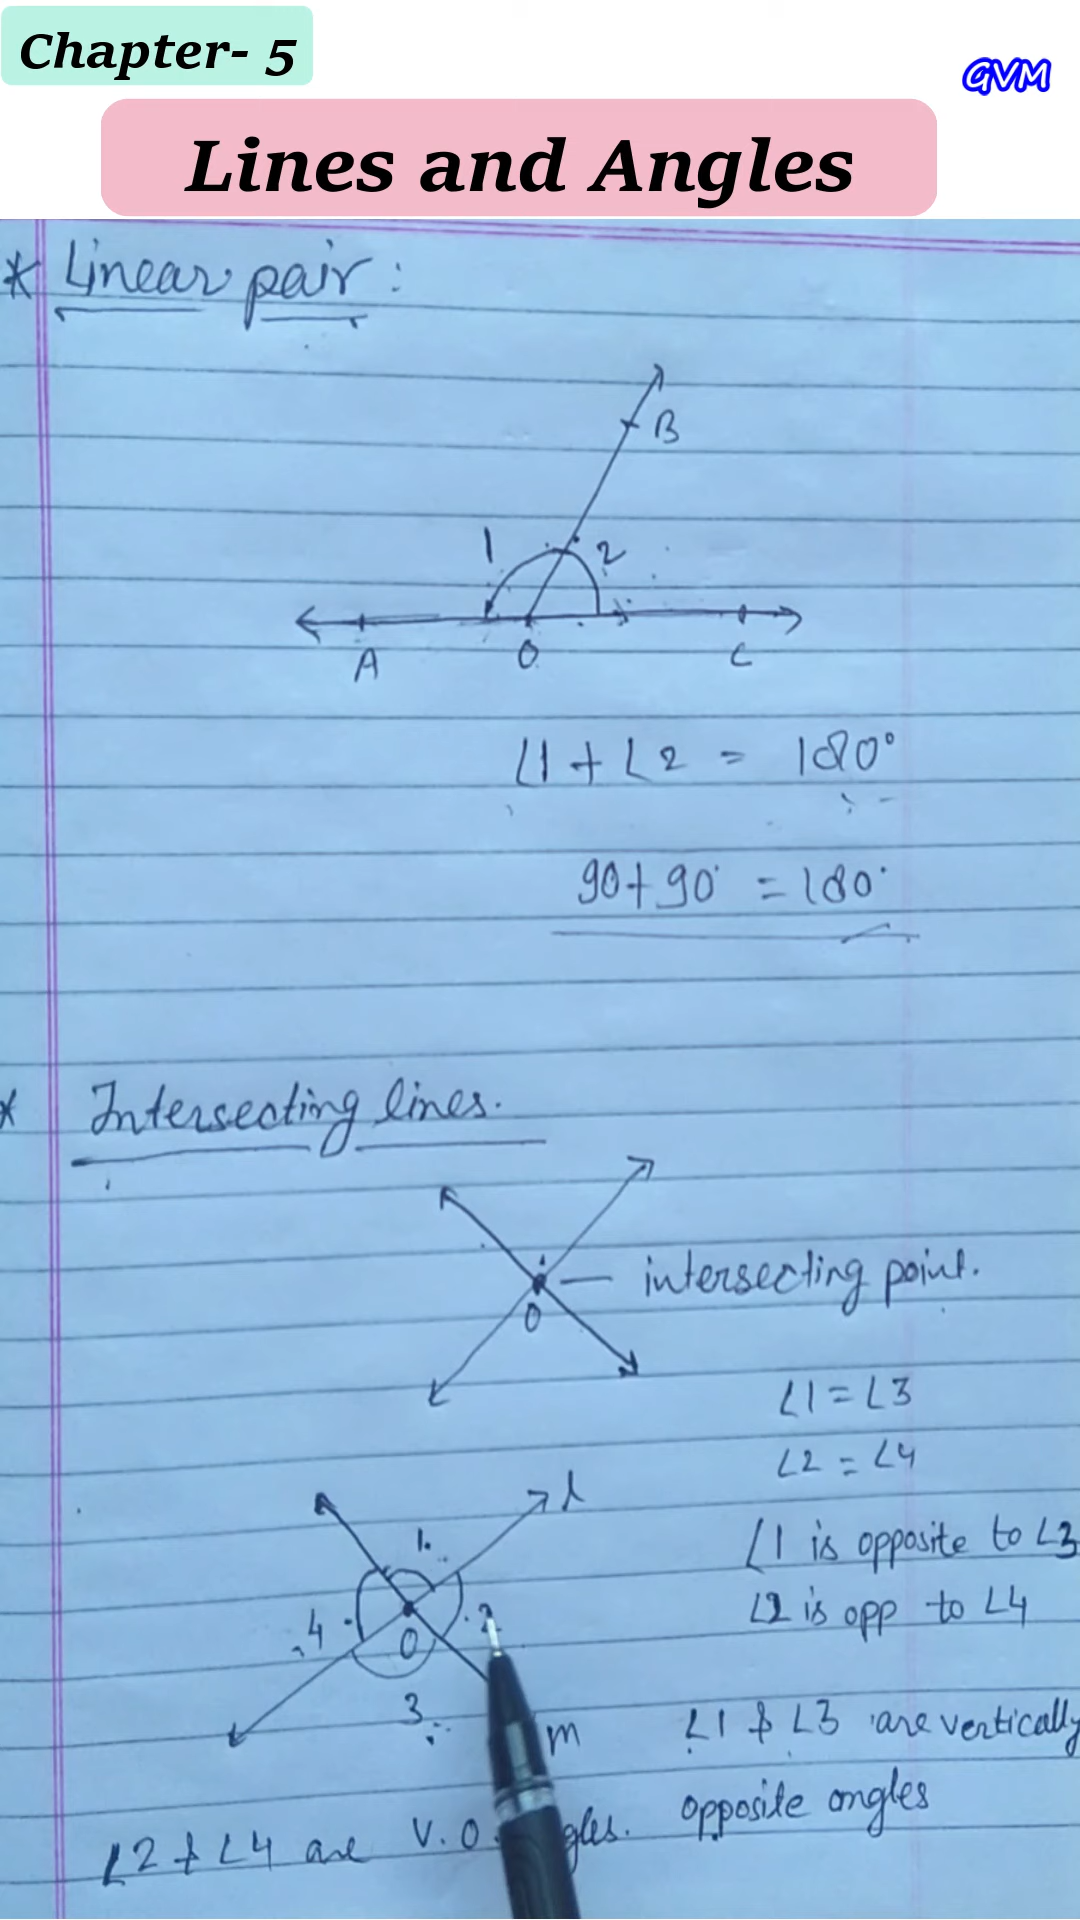 Chapter- 5
GVM
Lines and Angles
* Linear pair :
B
1 2
A O C
∠1 + ∠2 = 180°
90 + 90° = 180°
* Intersecting lines.
intersecting point.
O
∠1 = ∠3
∠2 = ∠4
l
1.
∠1 is opposite to ∠3
4 2
∠2 is opp to ∠4
O
3
m
∠1 & ∠3 are vertically
opposite angles
∠2 & ∠4 are V.O.